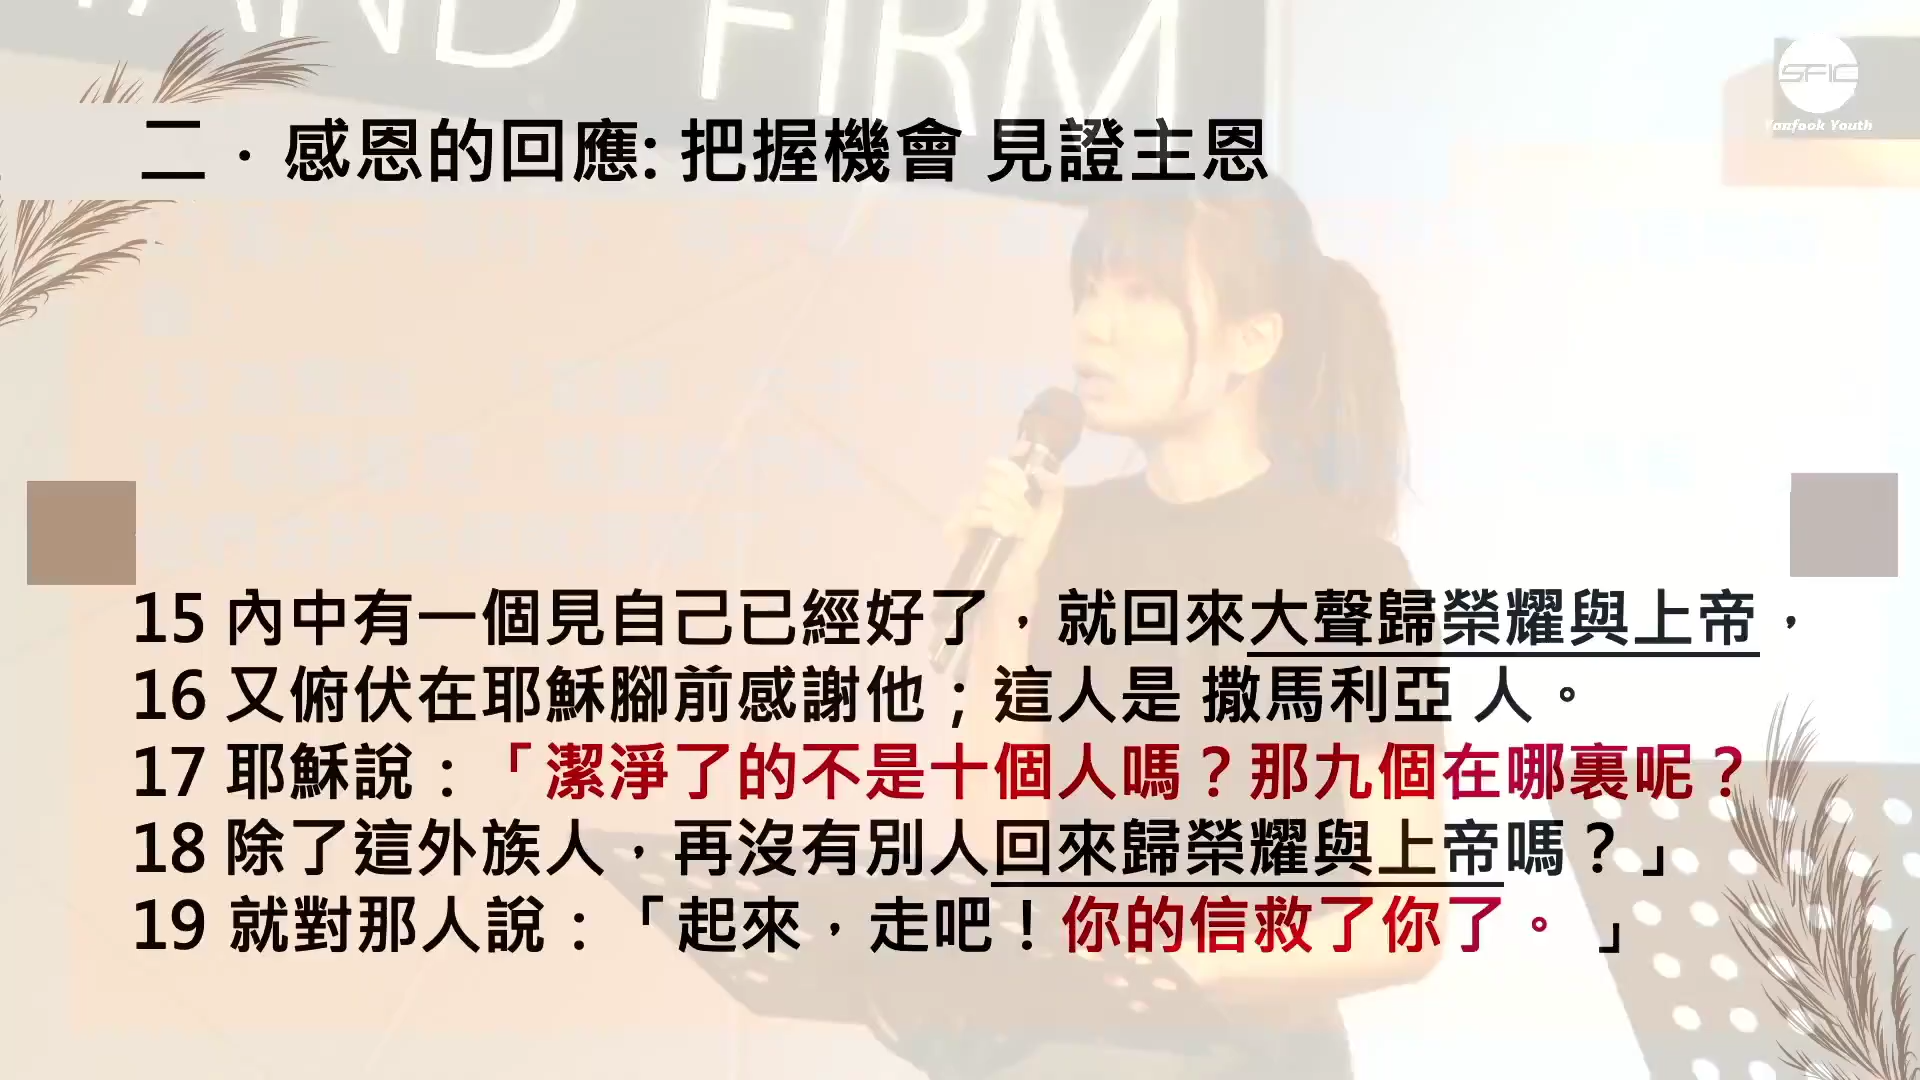 AND FIRM
SFIC
Yanfook Youth
二．感恩的回應: 把握機會 見證主恩
15 內中有一個見自己已經好了，就回來大聲歸榮耀與上帝，
16 又俯伏在耶穌腳前感謝他；這人是 撒馬利亞 人。
17 耶穌說：「潔淨了的不是十個人嗎？那九個在哪裏呢？
18 除了這外族人，再沒有別人回來歸榮耀與上帝嗎？」
19 就對那人說：「起來，走吧！你的信救了你了。 」